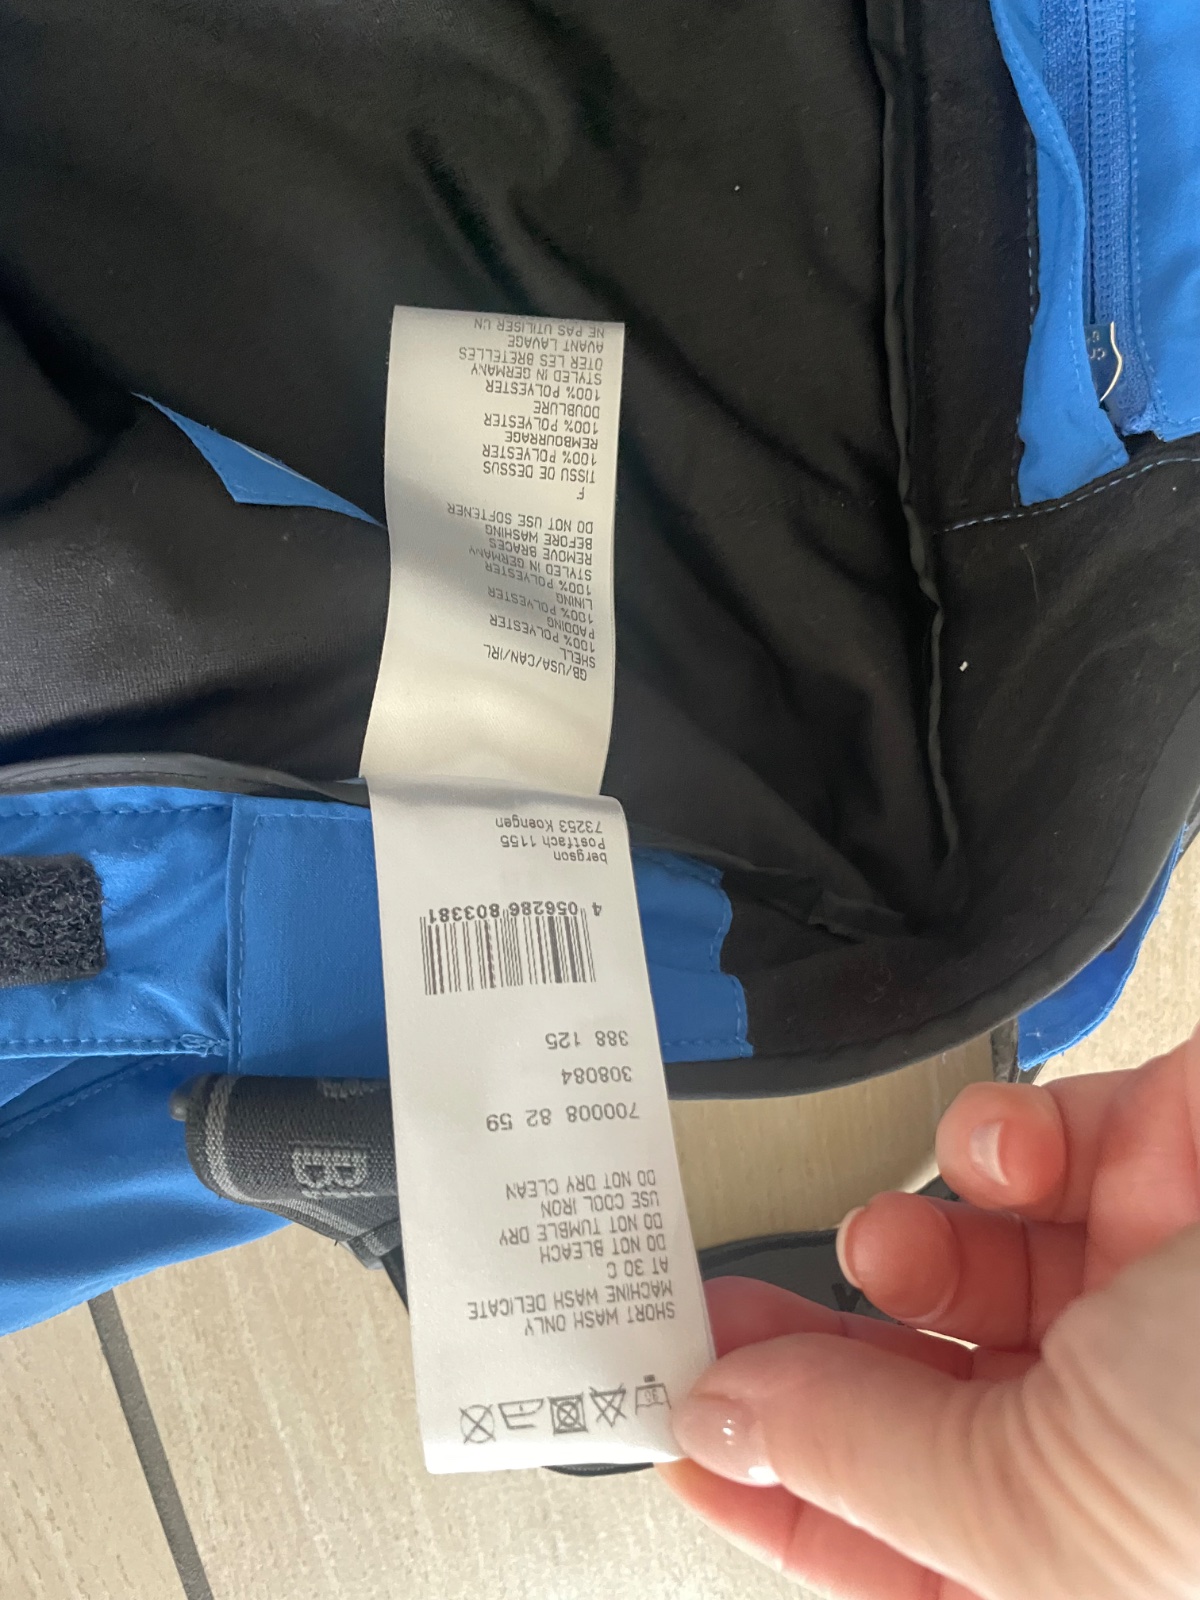 30
SHORT WASH ONLY
MACHINE WASH DELICATE
AT 30 C
DO NOT BLEACH
DO NOT TUMBLE DRY
USE COOL IRON
DO NOT DRY CLEAN
700008 82 59
308084
388 125
4 056286 803381
bergson
Postfach 1155
73253 Koengen
GB/USA/CAN/IRL
SHELL
100% POLYESTER
PADDING
100% POLYESTER
LINING
100% POLYESTER
STYLED IN GERMANY
REMOVE BRACES
BEFORE WASHING
DO NOT USE SOFTENER
F
TISSU DE DESSUS
100% POLYESTER
REMBOURRAGE
100% POLYESTER
DOUBLURE
100% POLYESTER
STYLED IN GERMANY
OTER LES BRETELLES
AVANT LAVAGE
NE PAS UTILISER UN